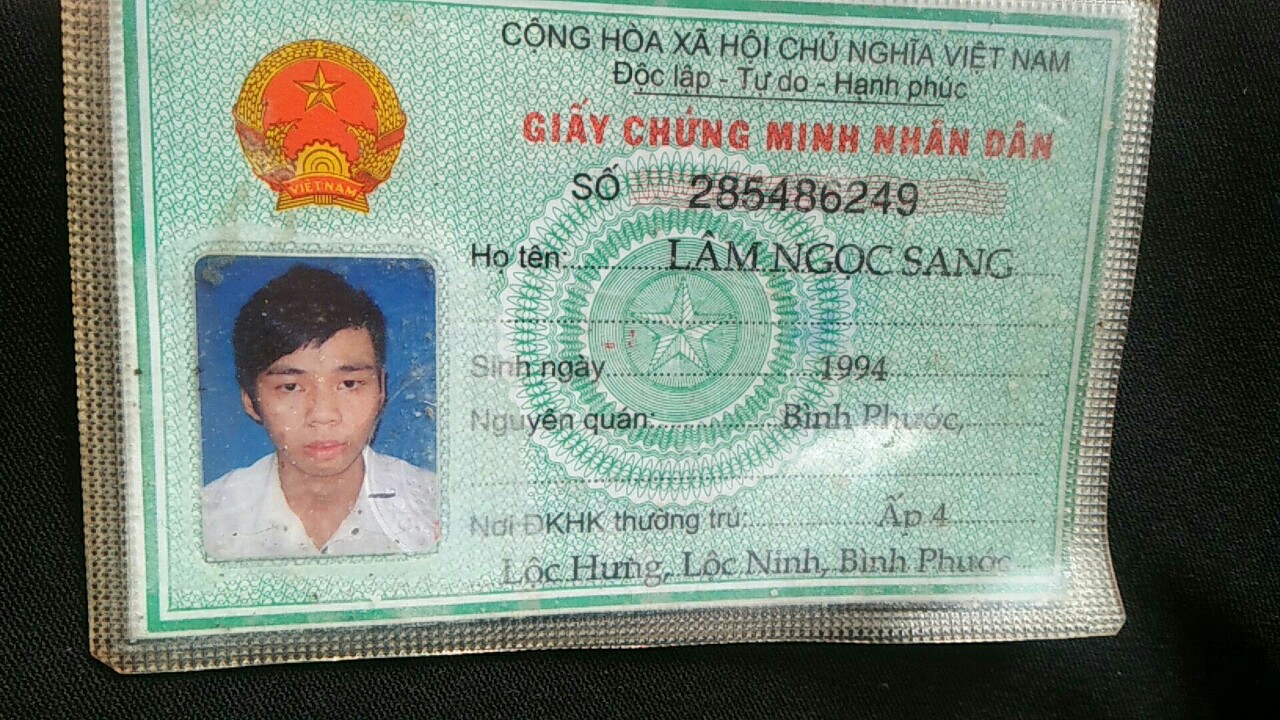 CỘNG HÒA XÃ HỘI CHỦ NGHĨA VIỆT NAM
Độc lập - Tự do - Hạnh phúc
GIẤY CHỨNG MINH NHÂN DÂN
SỐ 285486249
Họ tên: LÂM NGỌC SANG
Sinh ngày 1994
Nguyên quán: Bình Phước,
Nơi ĐKHK thường trú: Ấp 4
Lộc Hưng, Lộc Ninh, Bình Phước
VIETNAM